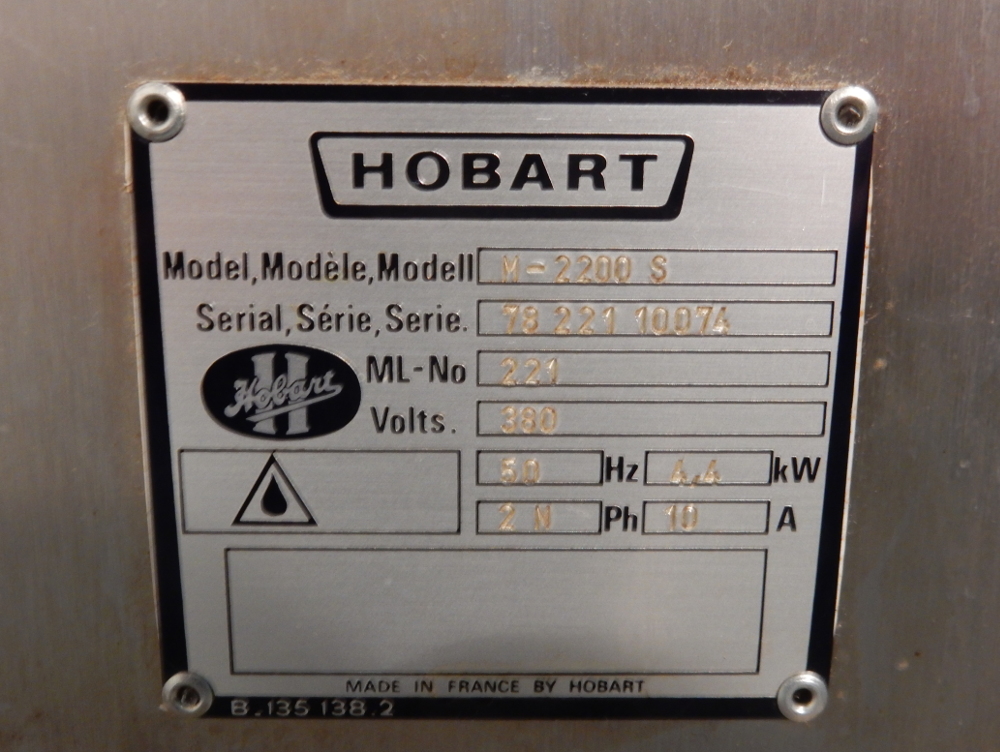 HOBART
Model,Modèle,Modell M-2200 S
Serial,Série,Serie. 78 221 10074
Hobart
ML-No 221
Volts. 380
50 Hz 4,4 kW
2 N Ph 10 A
MADE IN FRANCE BY HOBART
B.135 138.2